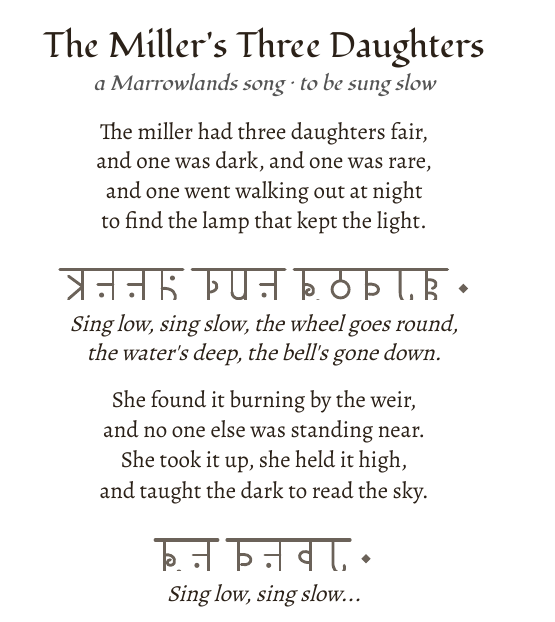 The Miller's Three Daughters
a Marrowlands song · to be sung slow
The miller had three daughters fair,
and one was dark, and one was rare,
and one went walking out at night
to find the lamp that kept the light.
Sing low, sing slow, the wheel goes round,
the water's deep, the bell's gone down.
She found it burning by the weir,
and no one else was standing near.
She took it up, she held it high,
and taught the dark to read the sky.
Sing low, sing slow...